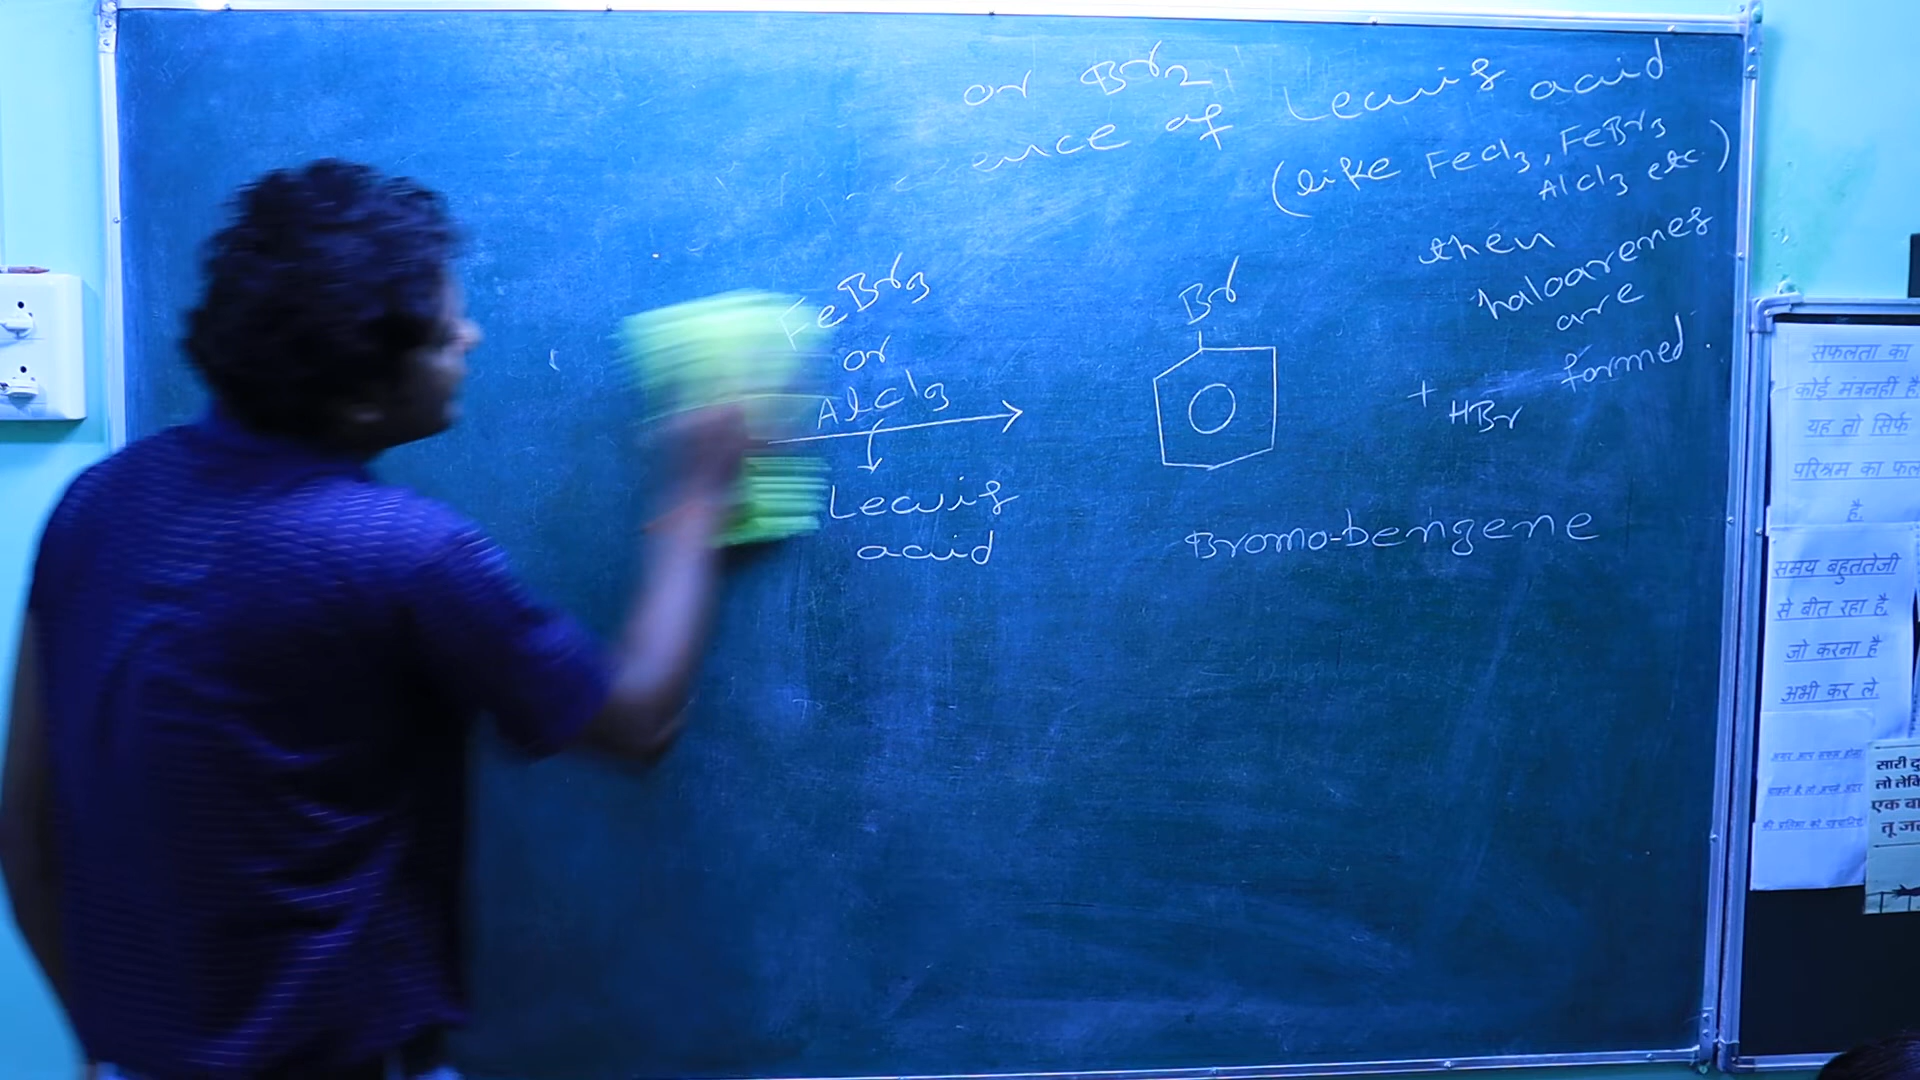 or Br2,
ence of Lewis acid
(like FeCl3, FeBr3
AlCl3 etc.)
then
haloarenes
are
formed.
FeBr3
or
AlCl3
Lewis
acid
Br
+ HBr
Bromo-benzene
सफलता का
कोई मंत्र नहीं है
यह तो सिर्फ
परिश्रम का फल
है.
समय बहुत तेजी
से बीत रहा है.
जो करना है
अभी कर ले.
सारी दु
लो लेकि
एक बा
तू ज